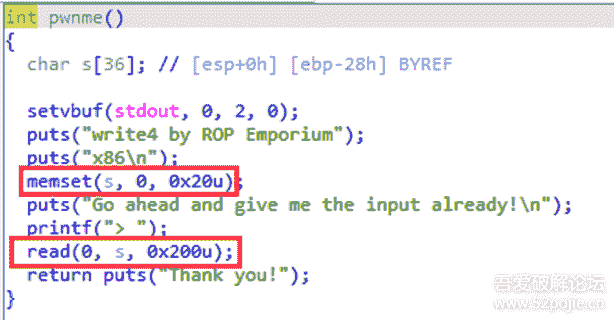 int pwnme()
{
char s[36]; // [esp+0h] [ebp-28h] BYREF
setvbuf(stdout, 0, 2, 0);
puts("write4 by ROP Emporium");
puts("x86\n");
memset(s, 0, 0x20u);
puts("Go ahead and give me the input already!\n");
printf("> ");
read(0, s, 0x200u);
return puts("Thank you!");
}
吾爱破解论坛
www.52pojie.cn